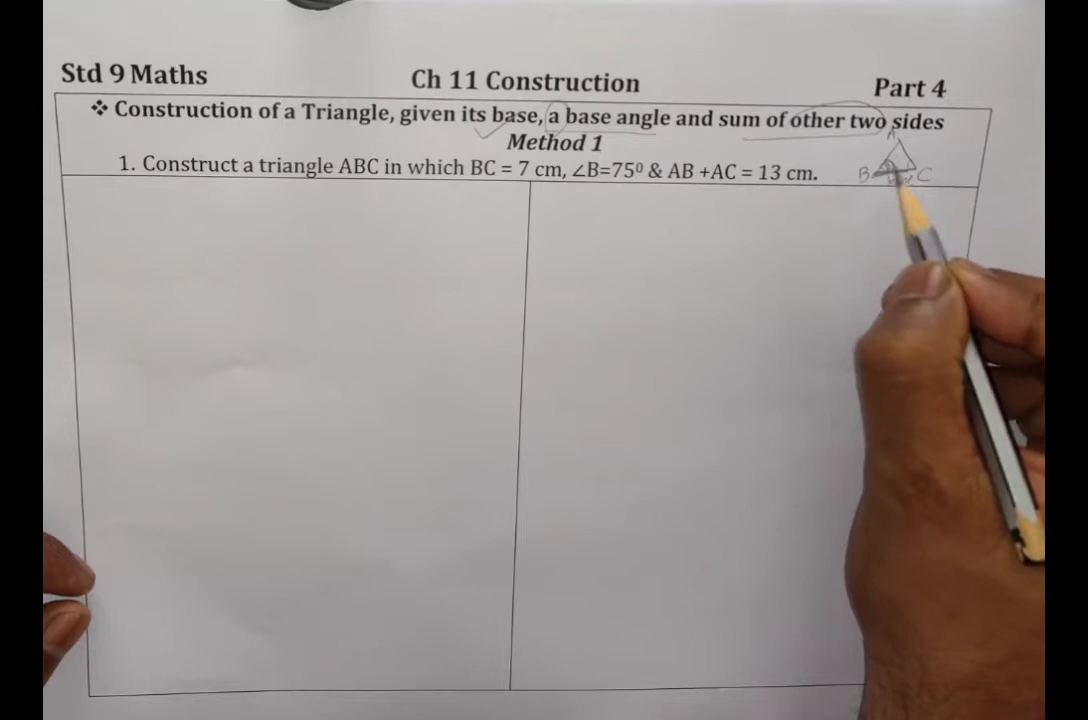 Std 9 Maths Ch 11 Construction Part 4
❖ Construction of a Triangle, given its base, a base angle and sum of other two sides
Method 1
1. Construct a triangle ABC in which BC = 7 cm, ∠B=75⁰ & AB +AC = 13 cm.
A
B C